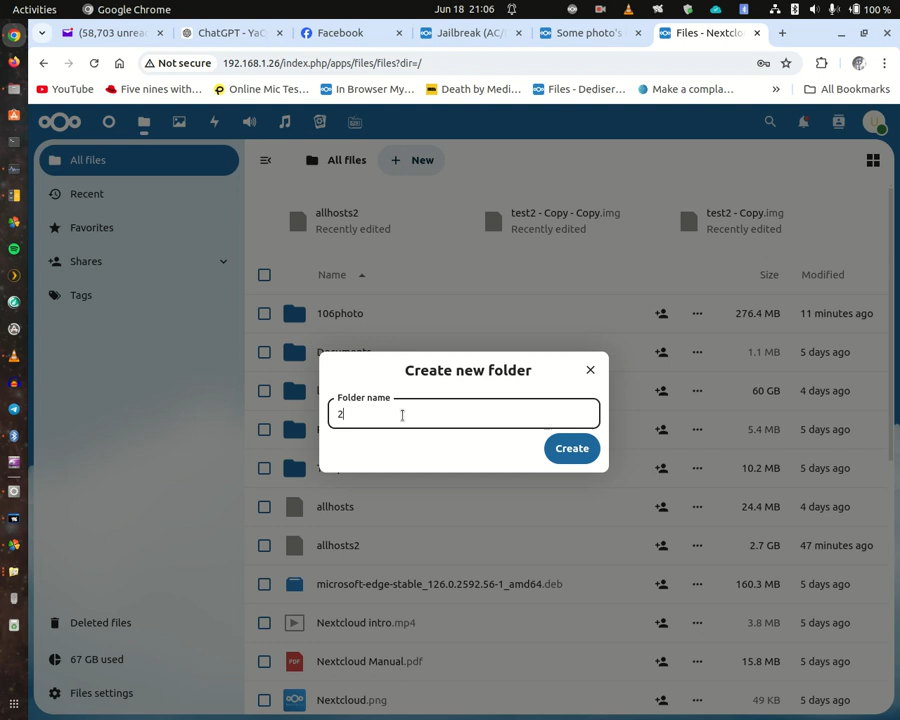 Activities Google Chrome Jun 18 21:06 100 %
(58,703 unrea ChatGPT - YaC Facebook Jailbreak (AC/ Some photo's Files - Nextclo
Not secure 192.168.1.26/index.php/apps/files/files?dir=/
YouTube Five nines with... Online Mic Tes... In Browser My... Death by Medi... Files - Dediser... Make a compla... » All Bookmarks
All files
All files + New
Recent
Favorites
Shares
Tags
allhosts2
Recently edited
test2 - Copy - Copy.img
Recently edited
test2 - Copy.img
Recently edited
Name Size Modified
106photo 276.4 MB 11 minutes ago
Documents 1.1 MB 5 days ago
60 GB 4 days ago
5.4 MB 5 days ago
10.2 MB 5 days ago
Create new folder
Folder name
2
Create
allhosts 24.4 MB 4 days ago
allhosts2 2.7 GB 47 minutes ago
microsoft-edge-stable_126.0.2592.56-1_amd64.deb 160.3 MB 5 days ago
Nextcloud intro.mp4 3.8 MB 5 days ago
PDF Nextcloud Manual.pdf 15.8 MB 5 days ago
Nextcloud.png 49 KB 5 days ago
Deleted files
67 GB used
Files settings
U